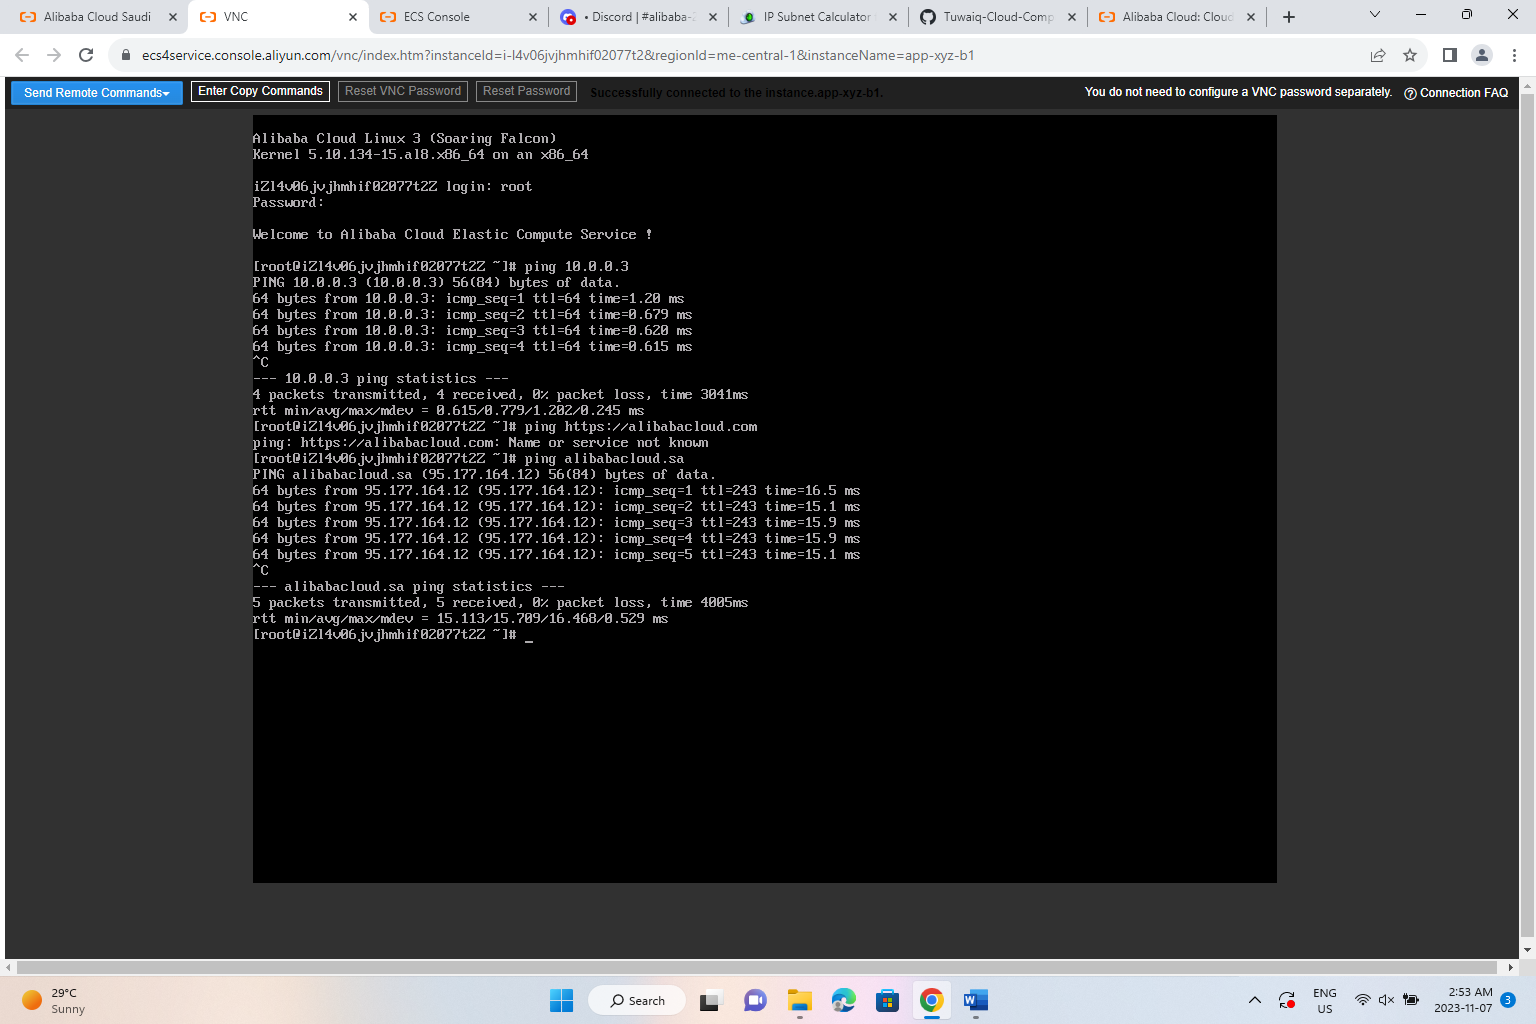 Alibaba Cloud Saudi
VNC
ECS Console
• Discord | #alibaba-
IP Subnet Calculator
Tuwaiq-Cloud-Comp
Alibaba Cloud: Cloud
ecs4service.console.aliyun.com/vnc/index.htm?instanceId=i-l4v06jvjhmhif02077t2&regionId=me-central-1&instanceName=app-xyz-b1
Send Remote Commands
Enter Copy Commands
Reset VNC Password
Reset Password
Successfully connected to the instance.app-xyz-b1.
You do not need to configure a VNC password separately.
? Connection FAQ
Alibaba Cloud Linux 3 (Soaring Falcon)
Kernel 5.10.134-15.al8.x86_64 on an x86_64
iZl4v06jvjhmhif02077t2Z login: root
Password:
Welcome to Alibaba Cloud Elastic Compute Service !
[root@iZl4v06jvjhmhif02077t2Z ~]# ping 10.0.0.3
PING 10.0.0.3 (10.0.0.3) 56(84) bytes of data.
64 bytes from 10.0.0.3: icmp_seq=1 ttl=64 time=1.20 ms
64 bytes from 10.0.0.3: icmp_seq=2 ttl=64 time=0.679 ms
64 bytes from 10.0.0.3: icmp_seq=3 ttl=64 time=0.620 ms
64 bytes from 10.0.0.3: icmp_seq=4 ttl=64 time=0.615 ms
^C
--- 10.0.0.3 ping statistics ---
4 packets transmitted, 4 received, 0% packet loss, time 3041ms
rtt min/avg/max/mdev = 0.615/0.779/1.202/0.245 ms
[root@iZl4v06jvjhmhif02077t2Z ~]# ping https://alibabacloud.com
ping: https://alibabacloud.com: Name or service not known
[root@iZl4v06jvjhmhif02077t2Z ~]# ping alibabacloud.sa
PING alibabacloud.sa (95.177.164.12) 56(84) bytes of data.
64 bytes from 95.177.164.12 (95.177.164.12): icmp_seq=1 ttl=243 time=16.5 ms
64 bytes from 95.177.164.12 (95.177.164.12): icmp_seq=2 ttl=243 time=15.1 ms
64 bytes from 95.177.164.12 (95.177.164.12): icmp_seq=3 ttl=243 time=15.9 ms
64 bytes from 95.177.164.12 (95.177.164.12): icmp_seq=4 ttl=243 time=15.9 ms
64 bytes from 95.177.164.12 (95.177.164.12): icmp_seq=5 ttl=243 time=15.1 ms
^C
--- alibabacloud.sa ping statistics ---
5 packets transmitted, 5 received, 0% packet loss, time 4005ms
rtt min/avg/max/mdev = 15.113/15.709/16.468/0.529 ms
[root@iZl4v06jvjhmhif02077t2Z ~]# _
29°C
Sunny
Search
ENG
US
2:53 AM
2023-11-07
3